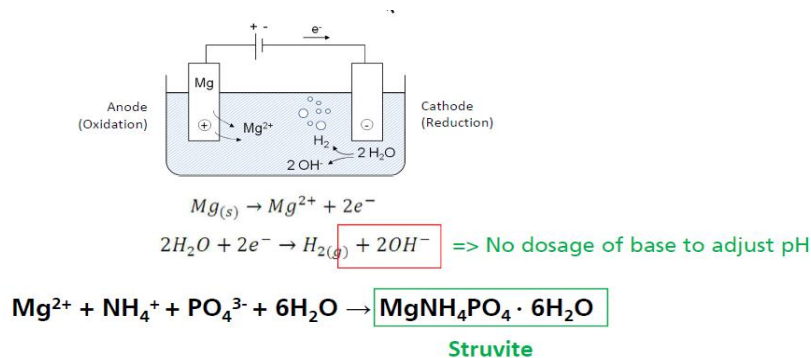 + -
e⁻
Mg
Anode
(Oxidation)
+
Mg²⁺
H₂
2 H₂O
2 OH⁻
-
Cathode
(Reduction)
Mg₍ₛ₎ → Mg²⁺ + 2e⁻
2H₂O + 2e⁻ → H₂₍g₎ + 2OH⁻ => No dosage of base to adjust pH
Mg²⁺ + NH₄⁺ + PO₄³⁻ + 6H₂O → MgNH₄PO₄ · 6H₂O
Struvite